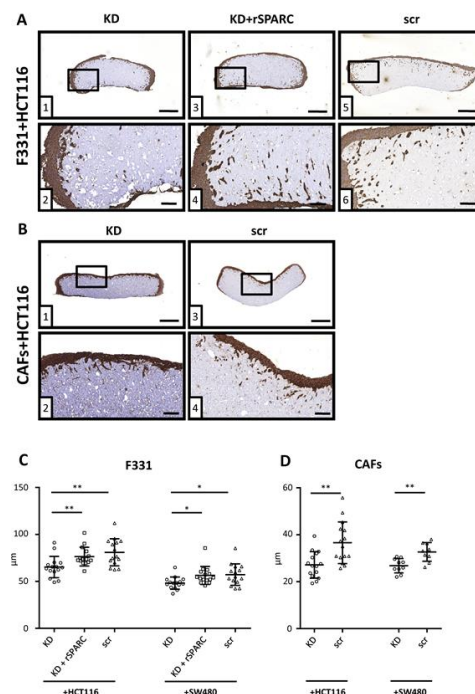 A
KD
KD+rSPARC
scr
F331+HCT116
1
3
5
2
4
6
B
KD
scr
CAFs+HCT116
1
3
2
4
C
F331
D
CAFs
150
100
50
0
µm
**
**
*
*
KD
KD + rSPARC
scr
KD
KD + rSPARC
scr
+HCT116
+SW480
60
40
20
0
µm
**
**
KD
scr
KD
scr
+HCT116
+SW480